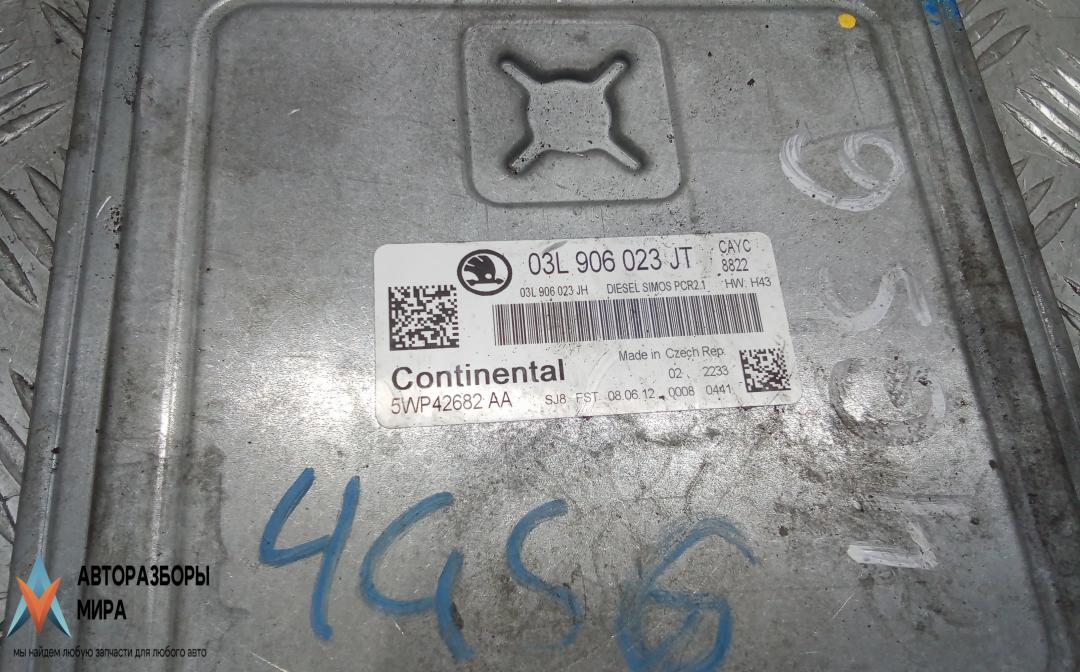 03L 906 023 JT CAYC
8822
03L 906 023 JH DIESEL SIMOS PCR2.1 HW: H43
Made in Czech Rep.
Continental 02 2233
5WP42682 AA SJ8 FST 08.06.12 0008 0441
АВТОРАЗБОРЫ
МИРА
мы найдем любую запчасти для любого авто